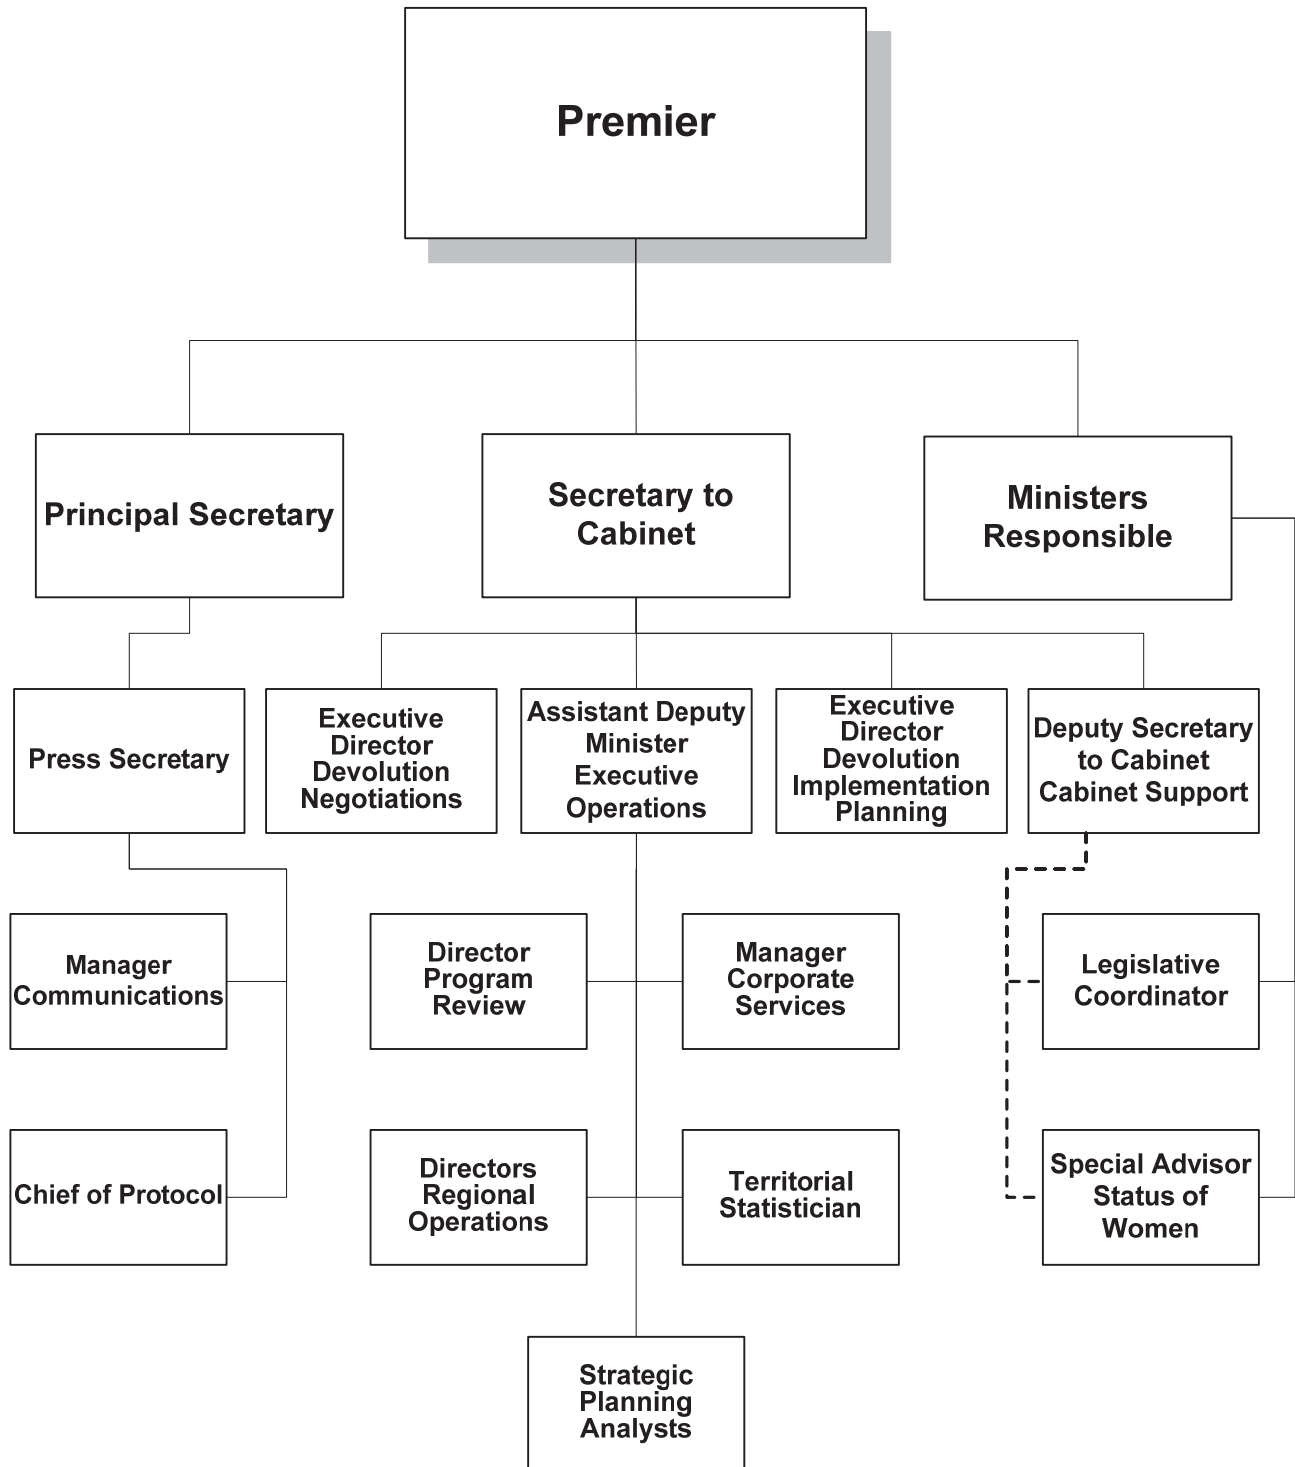 Premier
Principal Secretary
Secretary to
Cabinet
Ministers
Responsible
Press Secretary
Executive
Director
Devolution
Negotiations
Assistant Deputy
Minister
Executive
Operations
Executive
Director
Devolution
Implementation
Planning
Deputy Secretary
to Cabinet
Cabinet Support
Manager
Communications
Director
Program
Review
Manager
Corporate
Services
Legislative
Coordinator
Chief of Protocol
Directors
Regional
Operations
Territorial
Statistician
Special Advisor
Status of
Women
Strategic
Planning
Analysts